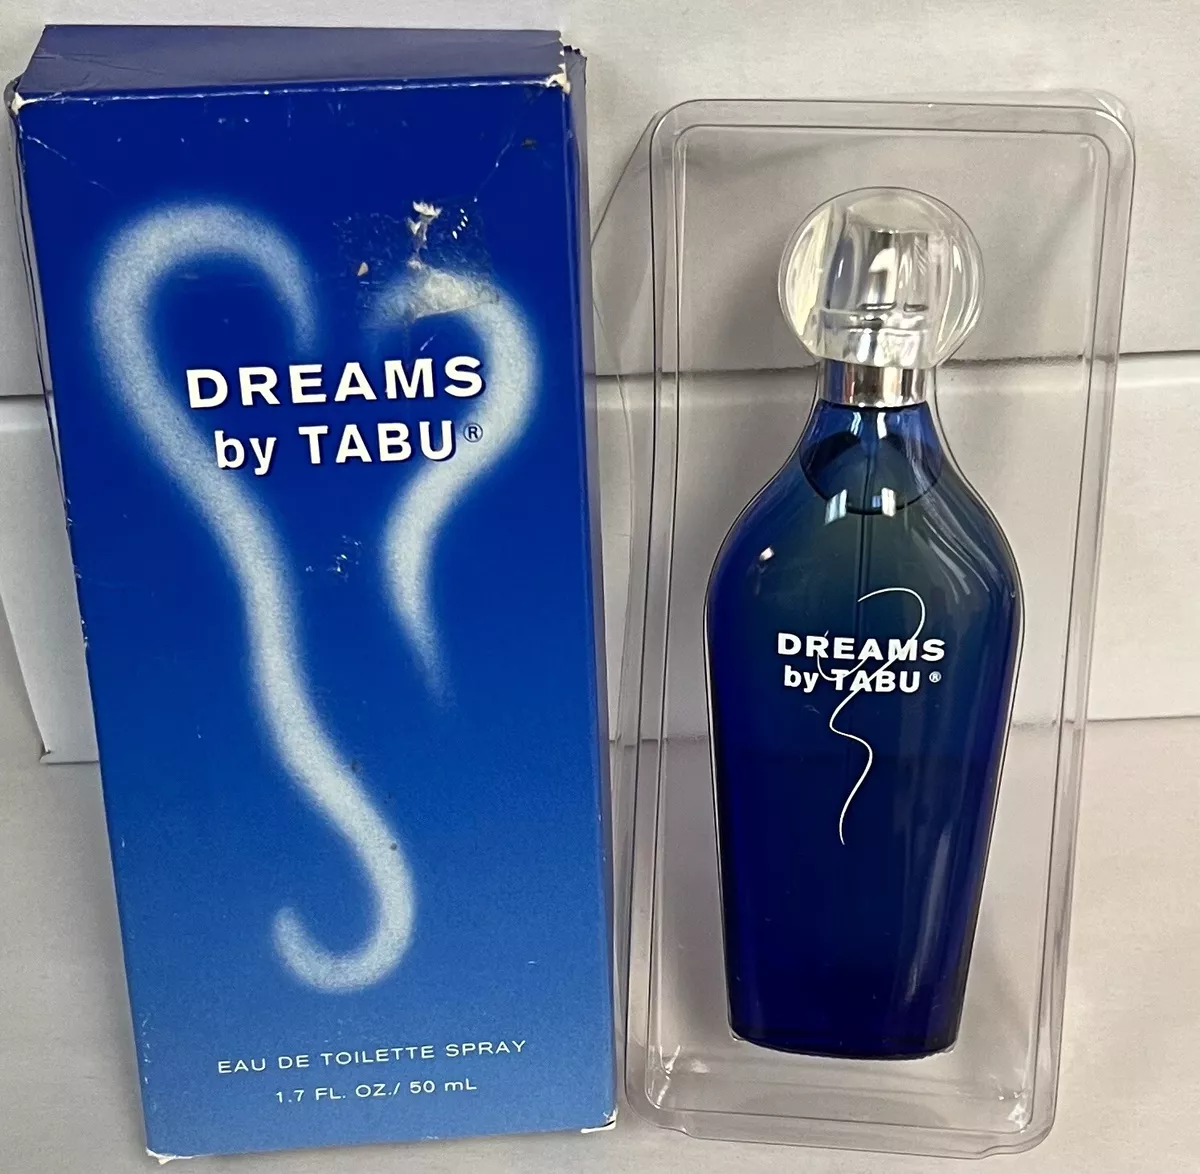 DREAMS
by TABU®
EAU DE TOILETTE SPRAY
1.7 FL. OZ./ 50 mL
DREAMS
by TABU®